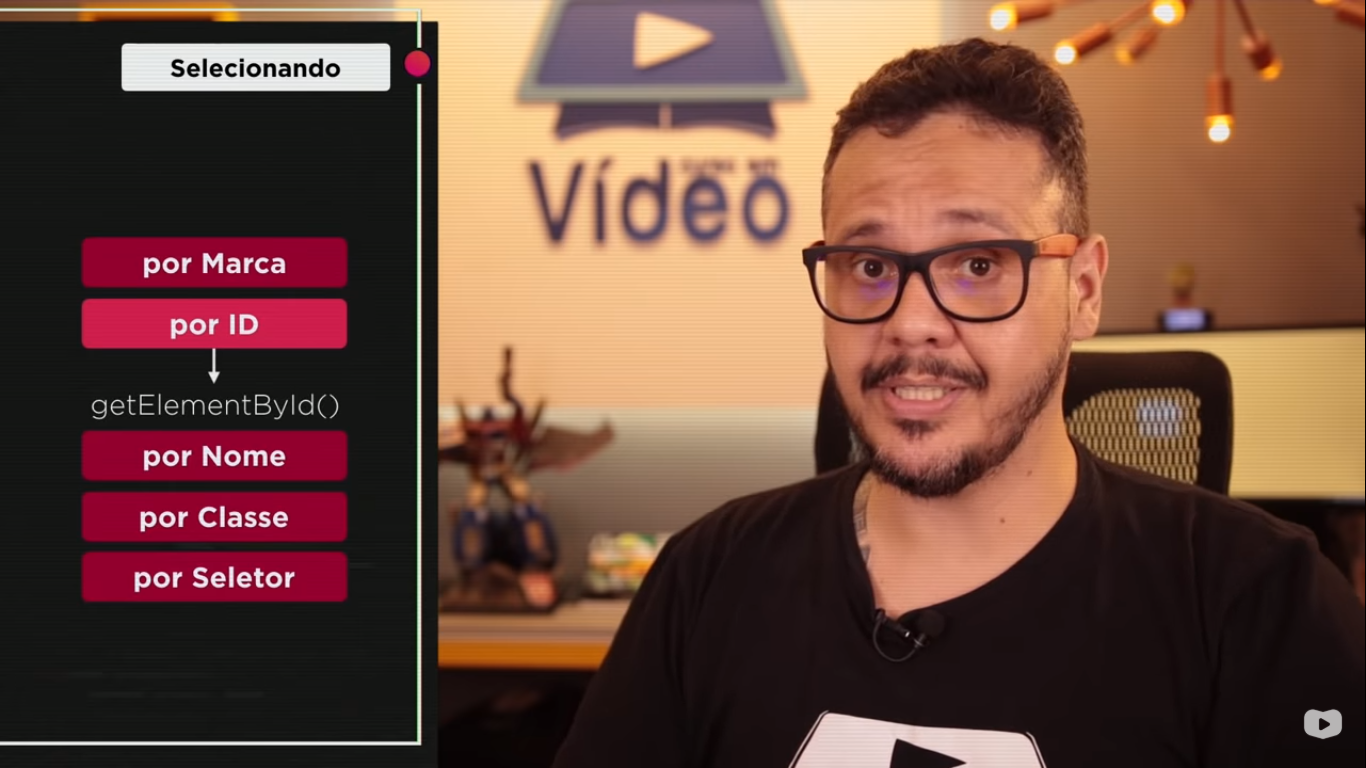 Selecionando
por Marca
por ID
getElementById()
por Nome
por Classe
por Seletor
Vídeo